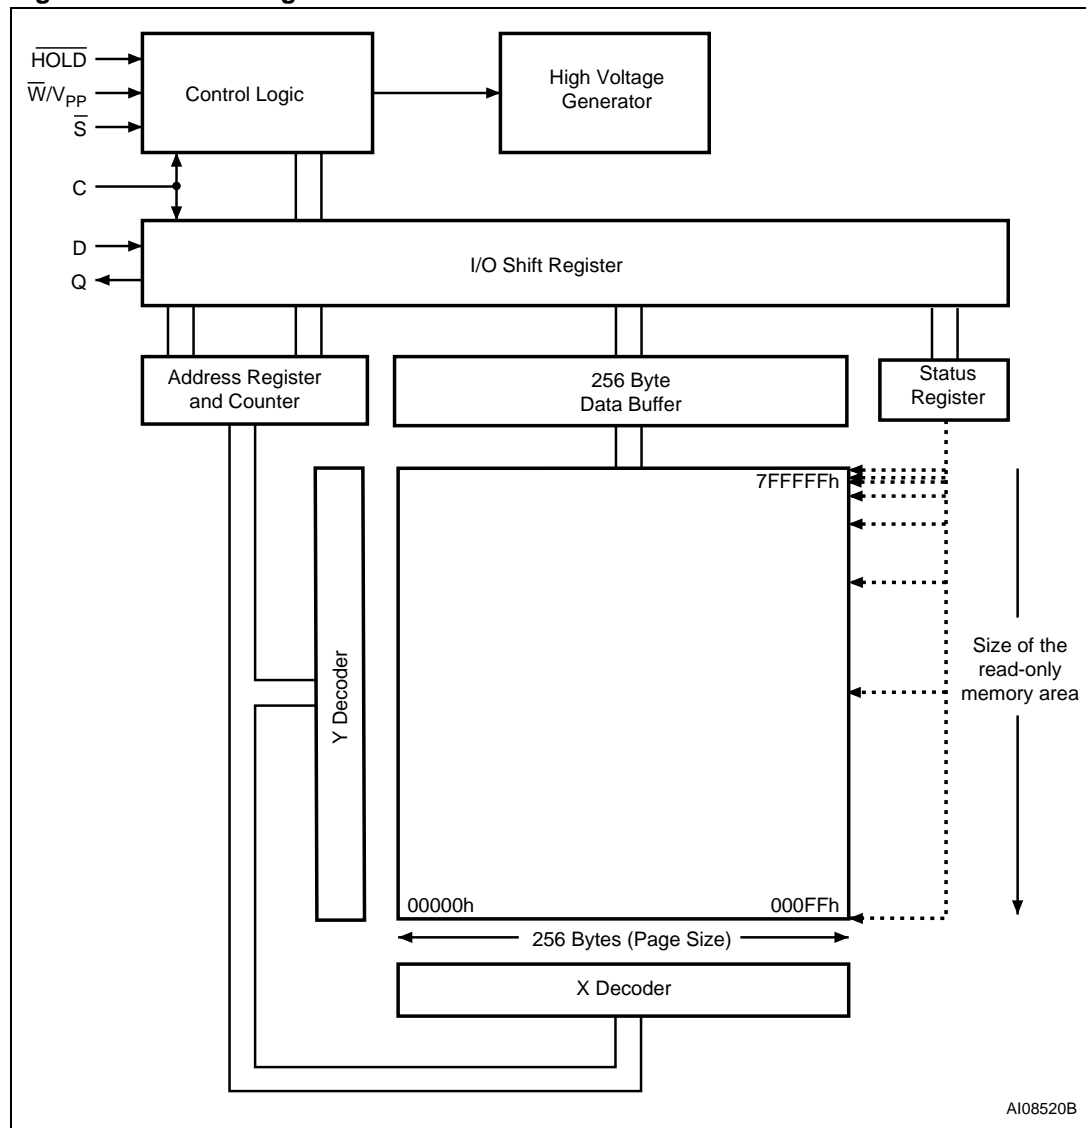 HOLD
W/VPP
S
Control Logic
High Voltage
Generator
C
D
Q
I/O Shift Register
Address Register
and Counter
256 Byte
Data Buffer
Status
Register
7FFFFFh
Y Decoder
Size of the
read-only
memory area
00000h
000FFh
256 Bytes (Page Size)
X Decoder
AI08520B